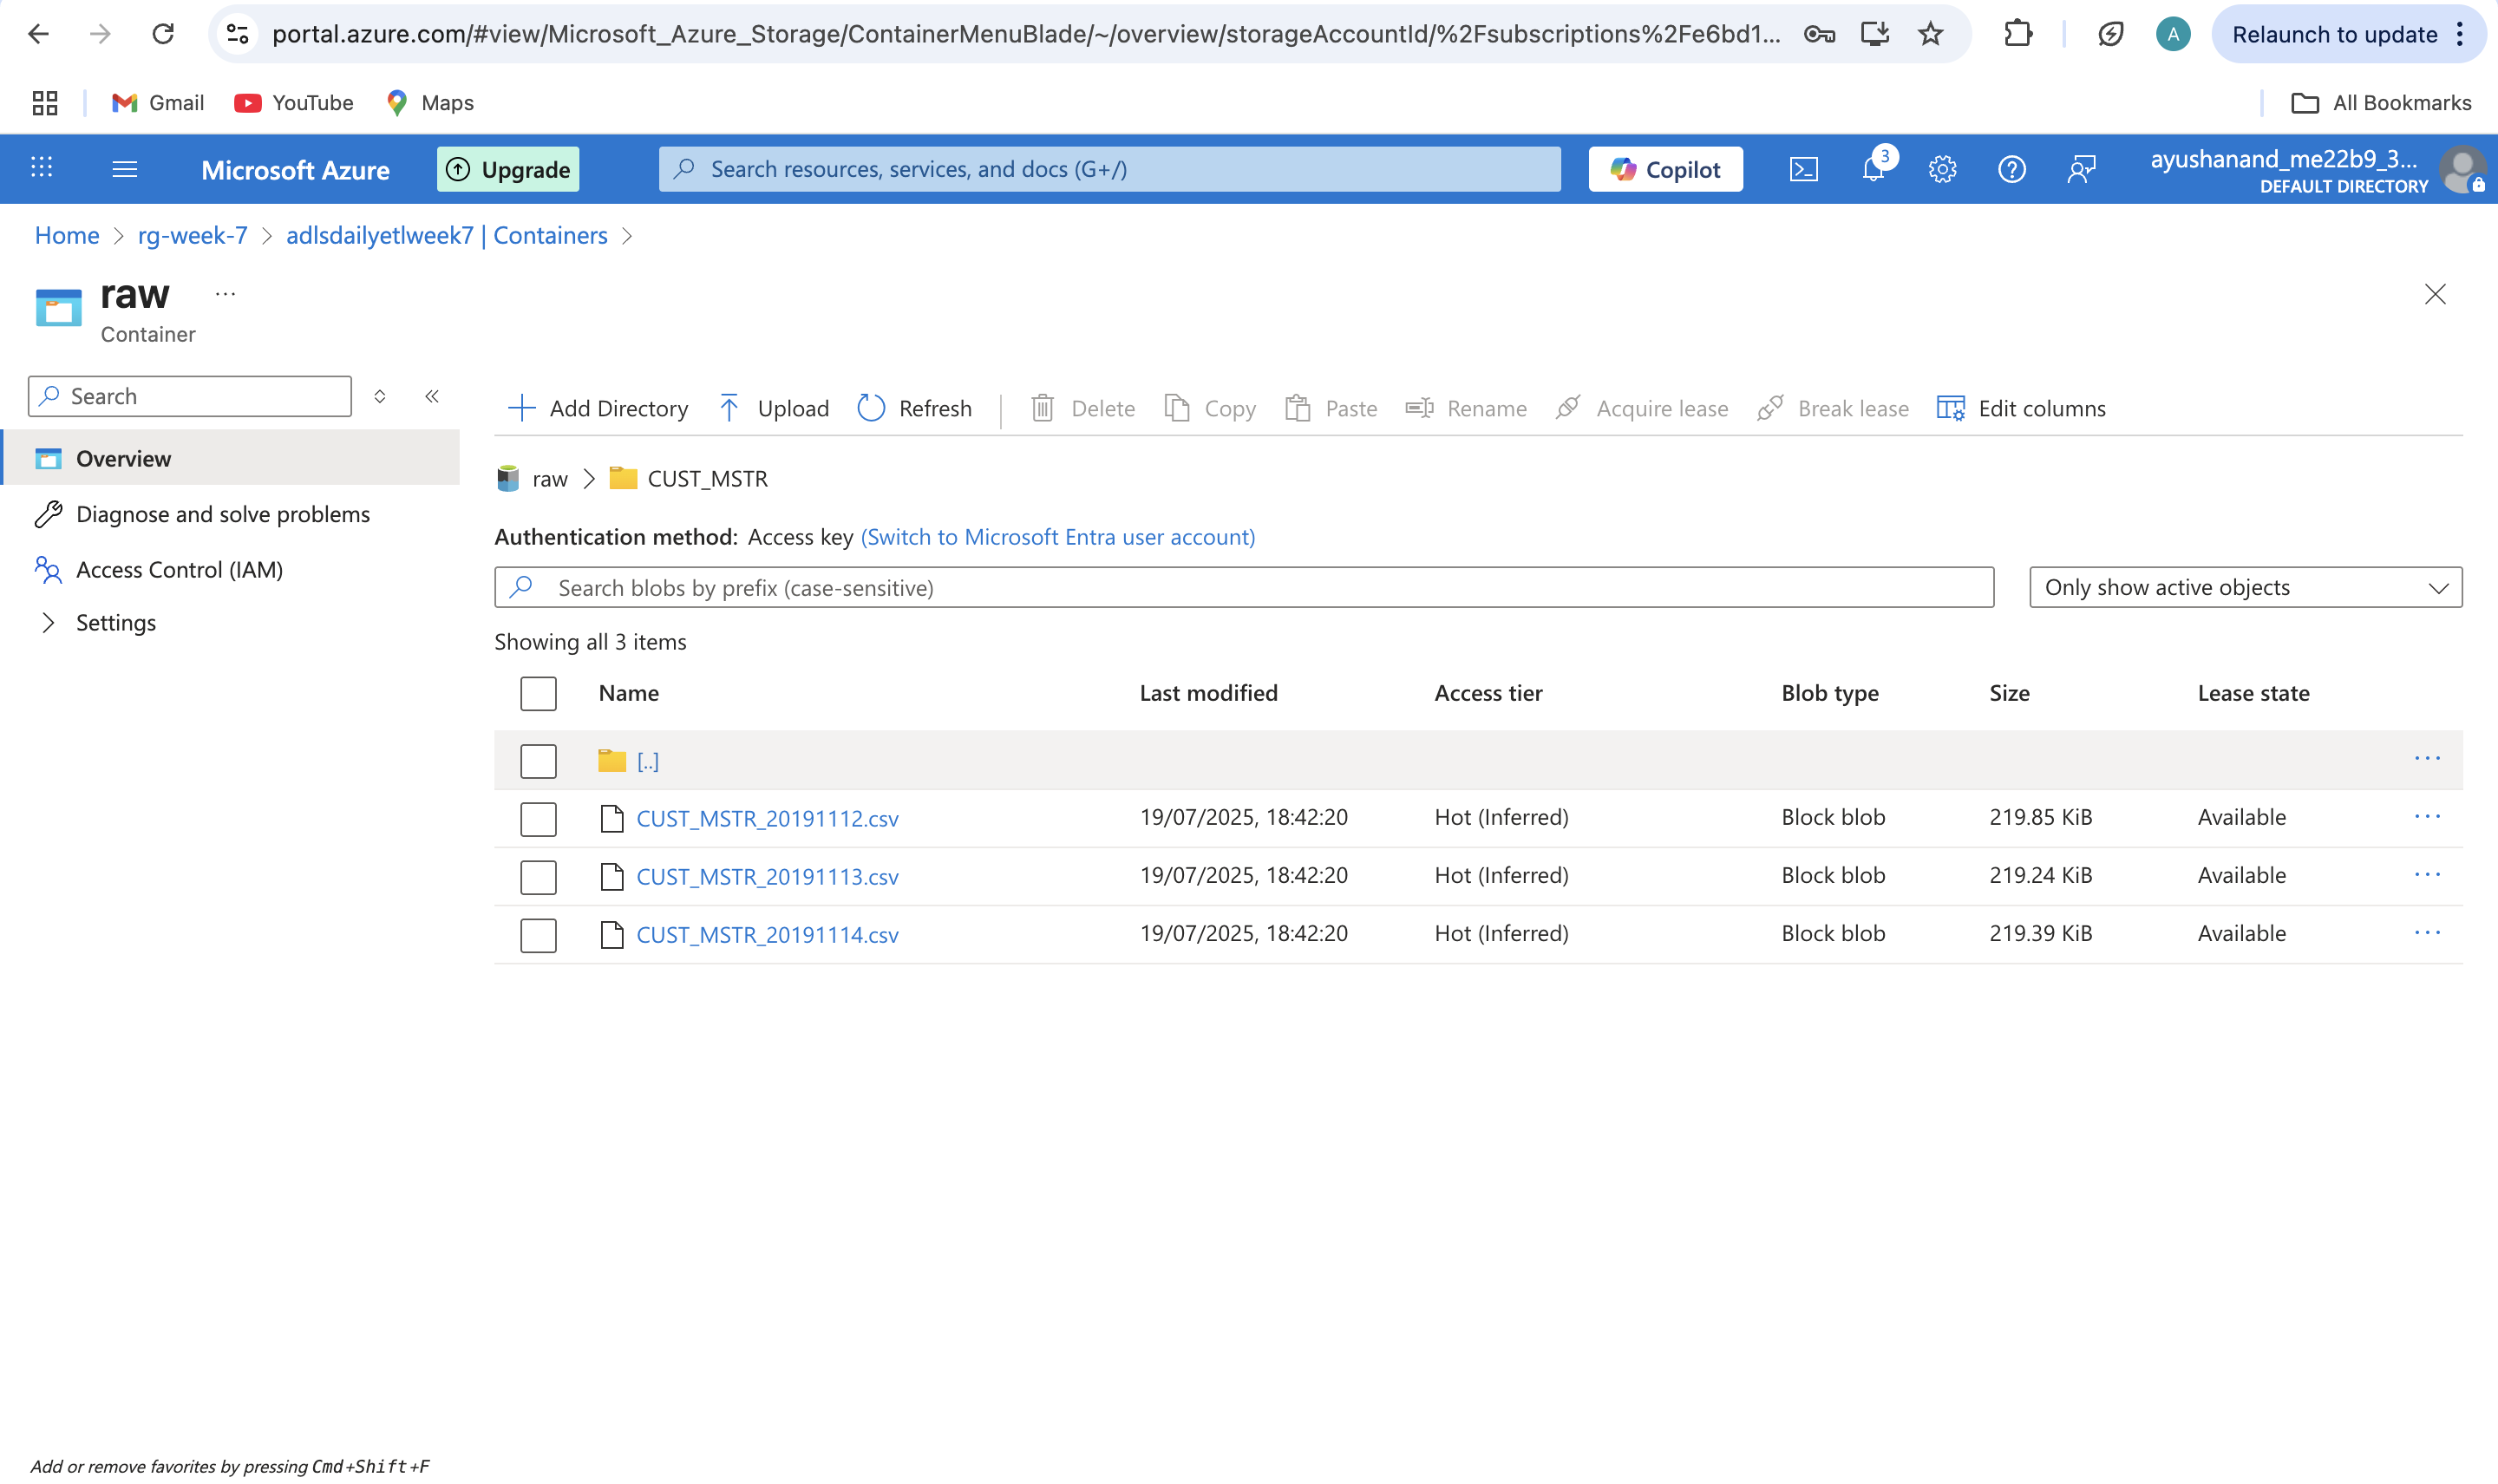 portal.azure.com/#view/Microsoft_Azure_Storage/ContainerMenuBlade/~/overview/storageAccountId/%2Fsubscriptions%2Fe6bd1... A Relaunch to update
Gmail YouTube Maps All Bookmarks
Microsoft Azure Upgrade Search resources, services, and docs (G+/) Copilot 3 ayushanand_me22b9_3...
DEFAULT DIRECTORY
Home > rg-week-7 > adlsdailyetlweek7 | Containers >
raw ...
Container
Search
Add Directory Upload Refresh Delete Copy Paste Rename Acquire lease Break lease Edit columns
Overview
Diagnose and solve problems
Access Control (IAM)
Settings
raw > CUST_MSTR
Authentication method: Access key (Switch to Microsoft Entra user account)
Search blobs by prefix (case-sensitive) Only show active objects
Showing all 3 items
Name Last modified Access tier Blob type Size Lease state
[..] ...
CUST_MSTR_20191112.csv 19/07/2025, 18:42:20 Hot (Inferred) Block blob 219.85 KiB Available ...
CUST_MSTR_20191113.csv 19/07/2025, 18:42:20 Hot (Inferred) Block blob 219.24 KiB Available ...
CUST_MSTR_20191114.csv 19/07/2025, 18:42:20 Hot (Inferred) Block blob 219.39 KiB Available ...
Add or remove favorites by pressing Cmd+Shift+F